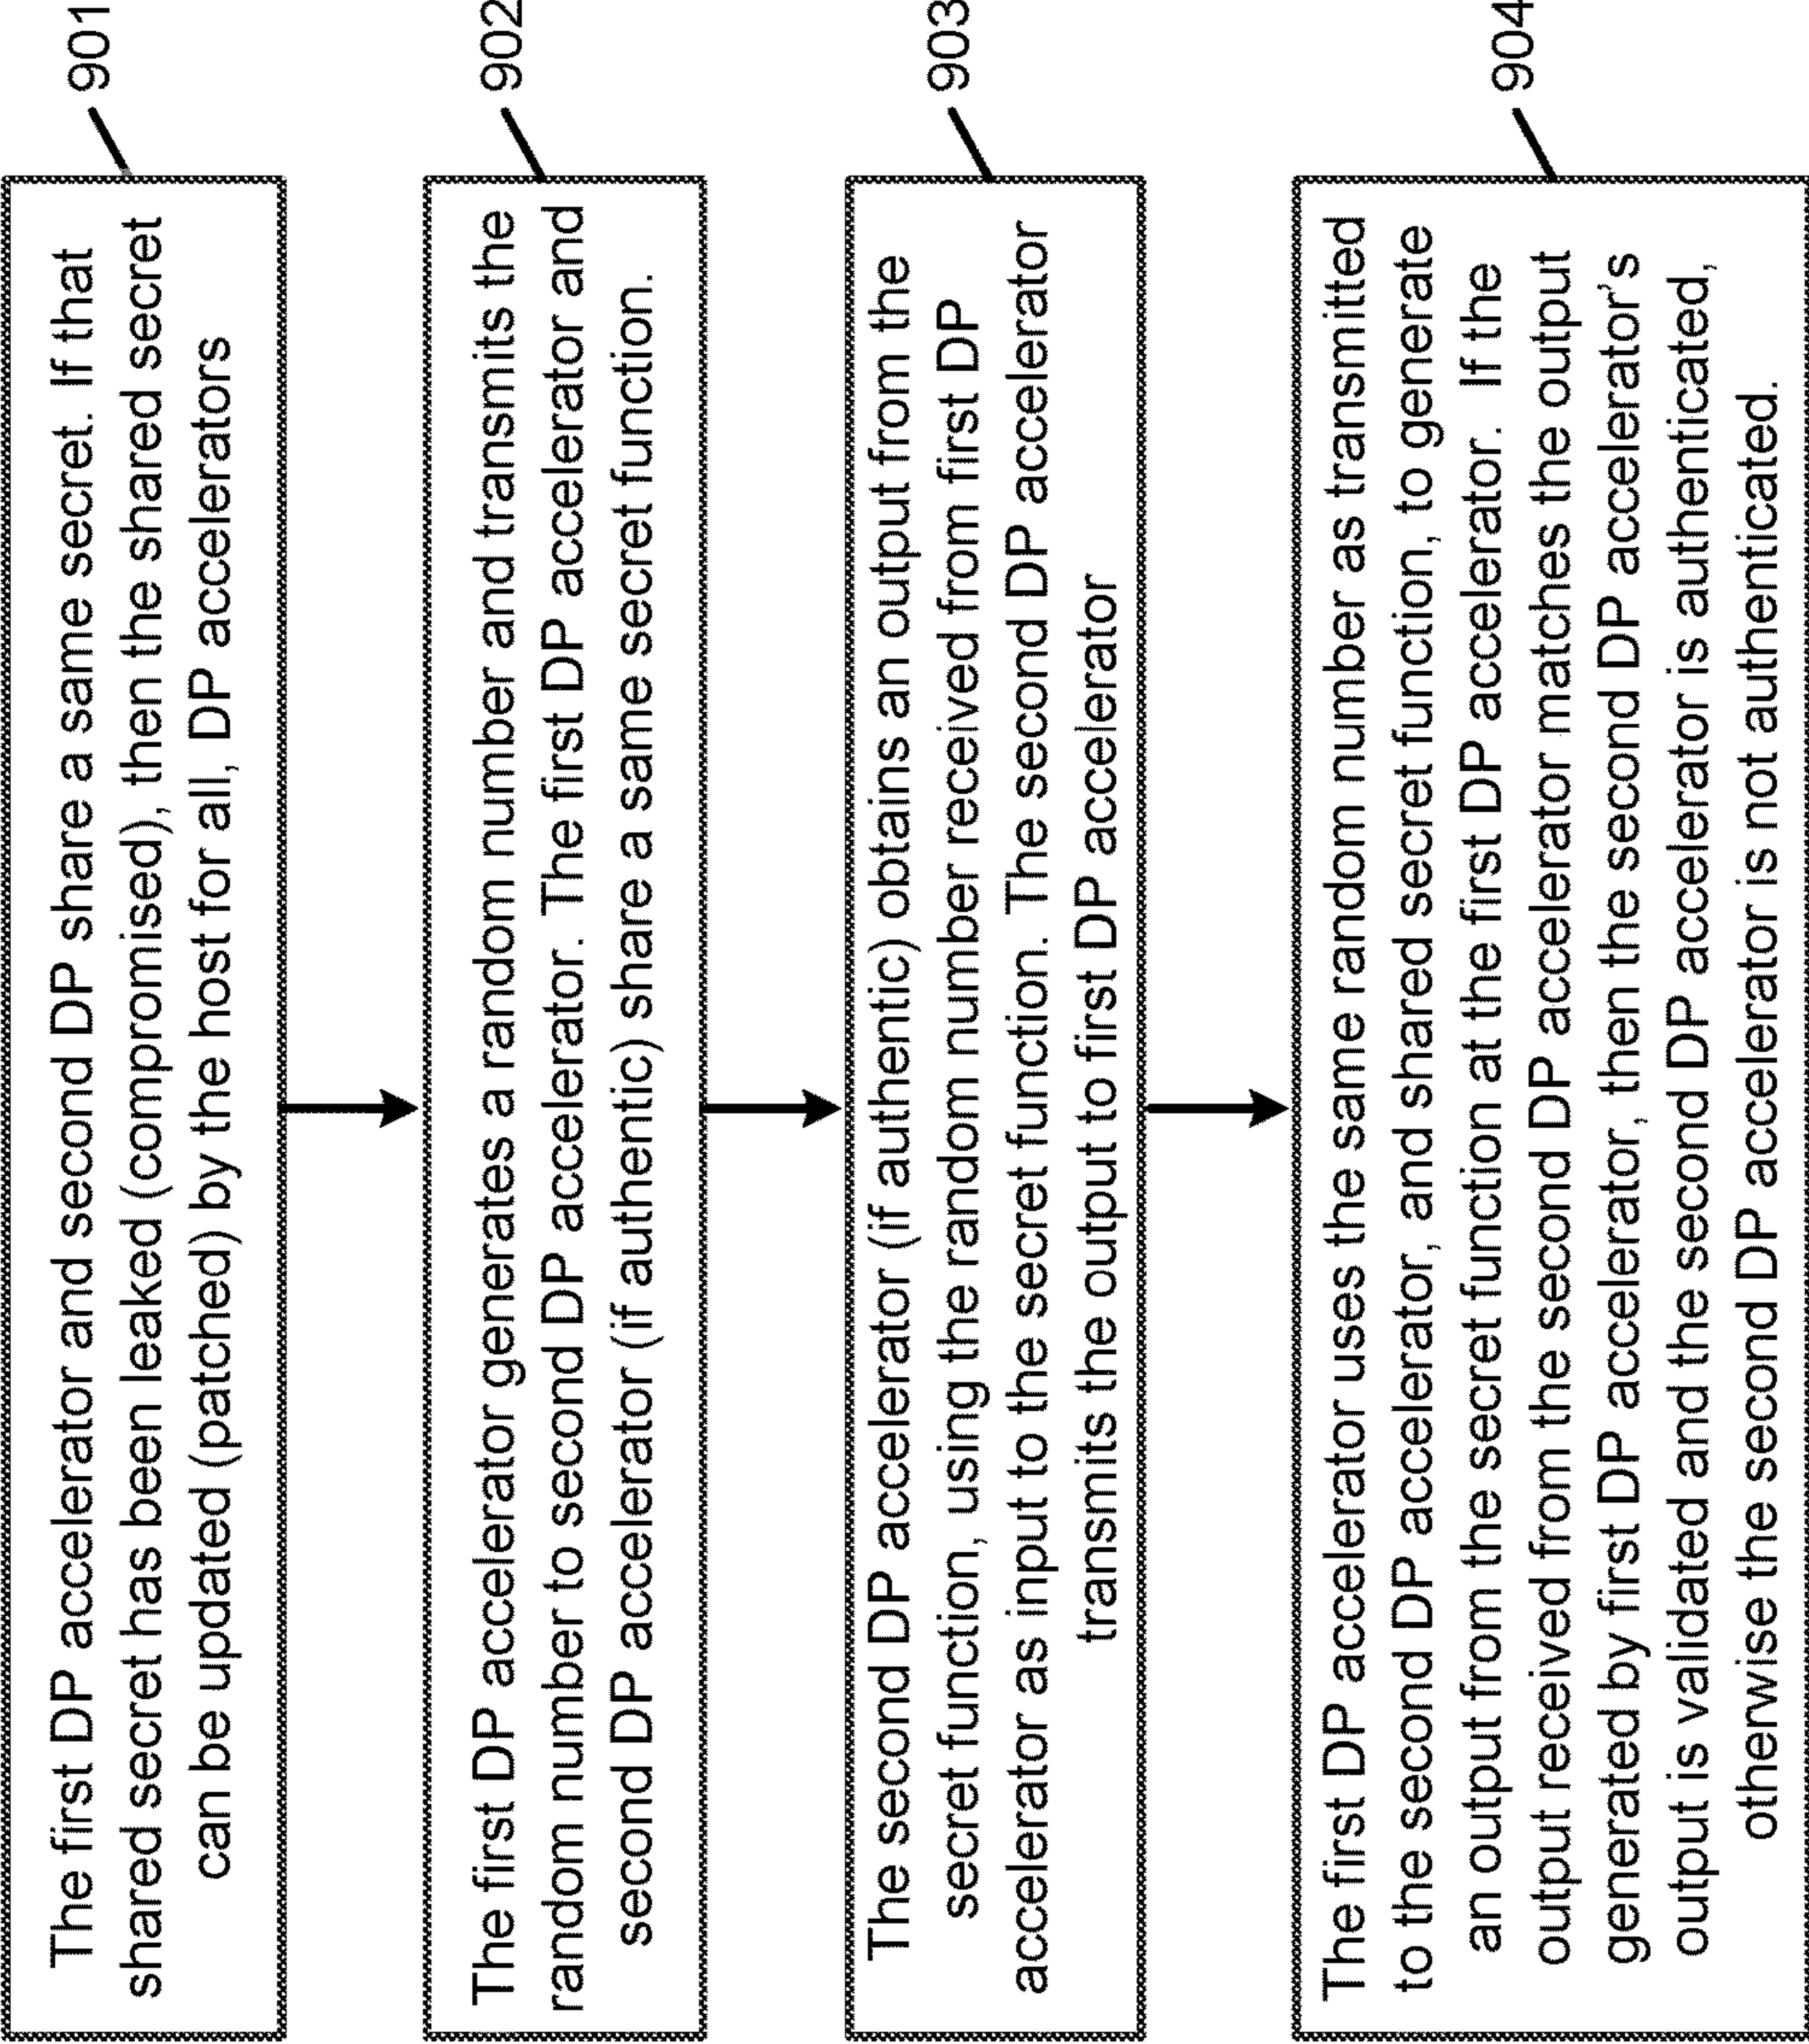 901
The first DP accelerator and second DP share a same secret. If that
shared secret has been leaked (compromised), then the shared secret
can be updated (patched) by the host for all, DP accelerators
902
The first DP accelerator generates a random number and transmits the
random number to second DP accelerator. The first DP accelerator and
second DP accelerator (if authentic) share a same secret function.
903
The second DP accelerator (if authentic) obtains an output from the
secret function, using the random number received from first DP
accelerator as input to the secret function. The second DP accelerator
transmits the output to first DP accelerator
904
The first DP accelerator uses the same random number as transmitted
to the second DP accelerator, and shared secret function, to generate
an output from the secret function at the first DP accelerator. If the
output received from the second DP accelerator matches the output
generated by first DP accelerator, then the second DP accelerator's
output is validated and the second DP accelerator is authenticated,
otherwise the second DP accelerator is not authenticated.